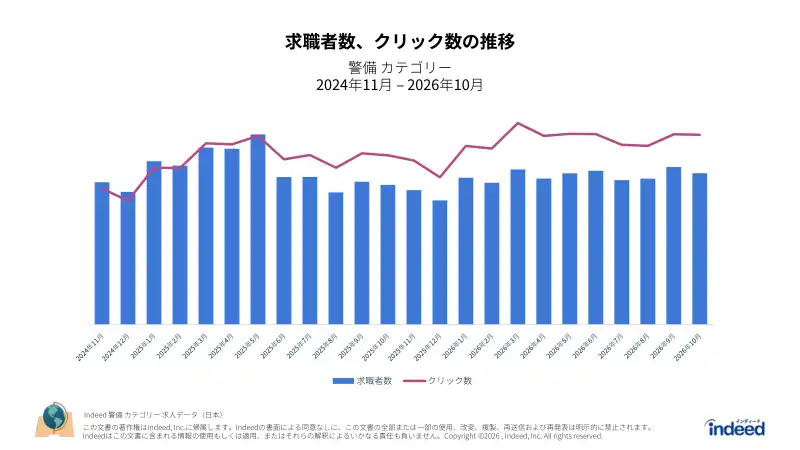 求職者数、クリック数の推移
警備 カテゴリー
2024年11月 – 2026年10月
2024年11月
2024年12月
2025年1月
2025年2月
2025年3月
2025年4月
2025年5月
2025年6月
2025年7月
2025年8月
2025年9月
2025年10月
2025年11月
2025年12月
2026年1月
2026年2月
2026年3月
2026年4月
2026年5月
2026年6月
2026年7月
2026年8月
2026年9月
2026年10月
求職者数
クリック数
Indeed 警備 カテゴリー 求人データ（日本）
この文書の著作権はIndeed, Inc.に帰属します。Indeedの書面による同意なしに、この文書の全部または一部の使用、改変、複製、再送信および再発表は明示的に禁止されます。
Indeedはこの文書に含まれる情報の使用もしくは適用、またはそれらの解釈によるいかなる責任も負いません。Copyright ©2026 , Indeed, Inc. All rights reserved.
インディード
indeed